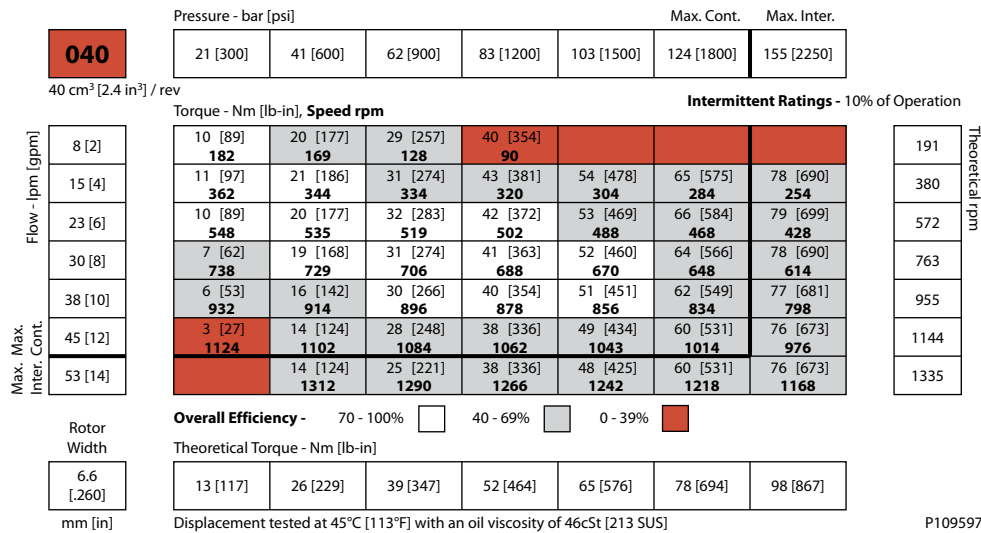 Pressure - bar [psi] Max. Cont. Max. Inter.
040 21 [300] 41 [600] 62 [900] 83 [1200] 103 [1500] 124 [1800] 155 [2250]
40 cm³ [2.4 in³] / rev
Torque - Nm [lb-in], Speed rpm Intermittent Ratings - 10% of Operation
Flow - lpm [gpm]
Max. Max.
Inter. Cont.
Theoretical rpm
8 [2] 10 [89] 20 [177] 29 [257] 40 [354] 191
182 169 128 90
15 [4] 11 [97] 21 [186] 31 [274] 43 [381] 54 [478] 65 [575] 78 [690] 380
362 344 334 320 304 284 254
23 [6] 10 [89] 20 [177] 32 [283] 42 [372] 53 [469] 66 [584] 79 [699] 572
548 535 519 502 488 468 428
30 [8] 7 [62] 19 [168] 31 [274] 41 [363] 52 [460] 64 [566] 78 [690] 763
738 729 706 688 670 648 614
38 [10] 6 [53] 16 [142] 30 [266] 40 [354] 51 [451] 62 [549] 77 [681] 955
932 914 896 878 856 834 798
45 [12] 3 [27] 14 [124] 28 [248] 38 [336] 49 [434] 60 [531] 76 [673] 1144
1124 1102 1084 1062 1043 1014 976
53 [14] 14 [124] 25 [221] 38 [336] 48 [425] 60 [531] 76 [673] 1335
1312 1290 1266 1242 1218 1168
Overall Efficiency - 70 - 100% 40 - 69% 0 - 39%
Rotor
Width
Theoretical Torque - Nm [lb-in]
6.6
[.260]
13 [117] 26 [229] 39 [347] 52 [464] 65 [576] 78 [694] 98 [867]
mm [in] Displacement tested at 45°C [113°F] with an oil viscosity of 46cSt [213 SUS] P109597